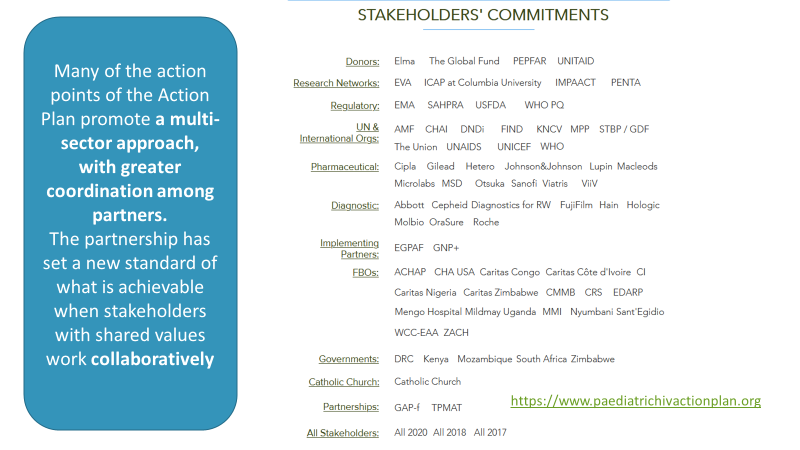 STAKEHOLDERS' COMMITMENTS
Many of the action
points of the Action
Plan promote a multi-
sector approach,
with greater
coordination among
partners.
The partnership has
set a new standard of
what is achievable
when stakeholders
with shared values
work collaboratively
Donors: Elma The Global Fund PEPFAR UNITAID
Research Networks: EVA ICAP at Columbia University IMPAACT PENTA
Regulatory: EMA SAHPRA USFDA WHO PQ
UN &
International Orgs: AMF CHAI DNDi FIND KNCV MPP STBP / GDF
The Union UNAIDS UNICEF WHO
Pharmaceutical: Cipla Gilead Hetero Johnson&Johnson Lupin Macleods
Microlabs MSD Otsuka Sanofi Viatris ViiV
Diagnostic: Abbott Cepheid Diagnostics for RW FujiFilm Hain Hologic
Molbio OraSure Roche
Implementing
Partners: EGPAF GNP+
FBOs: ACHAP CHA USA Caritas Congo Caritas Côte d'Ivoire CI
Caritas Nigeria Caritas Zimbabwe CMMB CRS EDARP
Mengo Hospital Mildmay Uganda MMI Nyumbani Sant'Egidio
WCC-EAA ZACH
Governments: DRC Kenya Mozambique South Africa Zimbabwe
Catholic Church: Catholic Church
Partnerships: GAP-f TPMAT
https://www.paediatrichivactionplan.org
All Stakeholders: All 2020 All 2018 All 2017